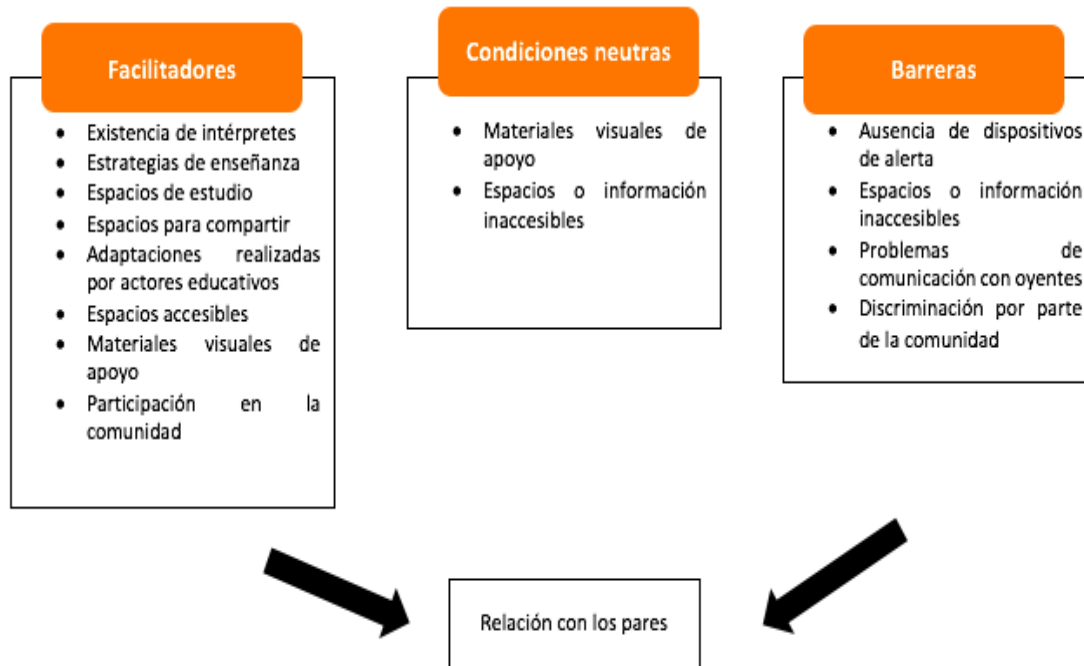 Facilitadores
• Existencia de intérpretes
• Estrategias de enseñanza
• Espacios de estudio
• Espacios para compartir
• Adaptaciones realizadas
por actores educativos
• Espacios accesibles
• Materiales visuales de
apoyo
• Participación en la
comunidad
Condiciones neutras
• Materiales visuales de
apoyo
• Espacios o información
inaccesibles
Barreras
• Ausencia de dispositivos
de alerta
• Espacios o información
inaccesibles
• Problemas de
comunicación con oyentes
• Discriminación por parte
de la comunidad
Relación con los pares